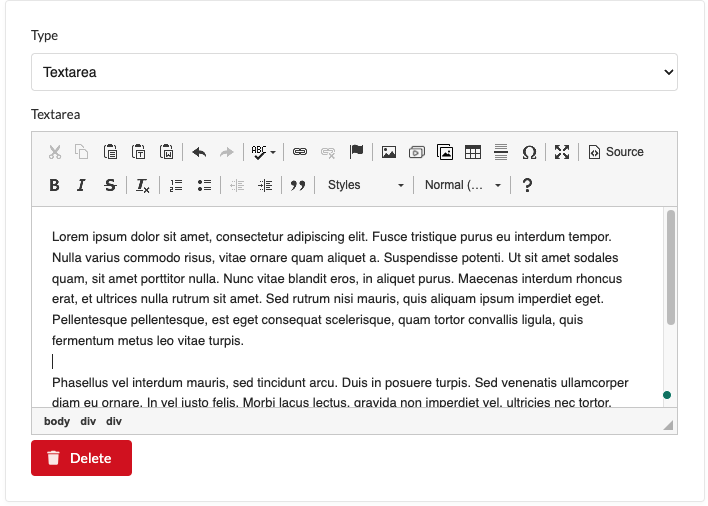 Type
Textarea
Textarea
ABC
Source
B I S Tx Styles Normal (... ?
Lorem ipsum dolor sit amet, consectetur adipiscing elit. Fusce tristique purus eu interdum tempor.
Nulla varius commodo risus, vitae ornare quam aliquet a. Suspendisse potenti. Ut sit amet sodales
quam, sit amet porttitor nulla. Nunc vitae blandit eros, in aliquet purus. Maecenas interdum rhoncus
erat, et ultrices nulla rutrum sit amet. Sed rutrum nisi mauris, quis aliquam ipsum imperdiet eget.
Pellentesque pellentesque, est eget consequat scelerisque, quam tortor convallis ligula, quis
fermentum metus leo vitae turpis.
Phasellus vel interdum mauris, sed tincidunt arcu. Duis in posuere turpis. Sed venenatis ullamcorper
diam eu ornare. In vel justo felis. Morbi lacus lectus, gravida non imperdiet vel, ultricies nec tortor.
body div div
Delete